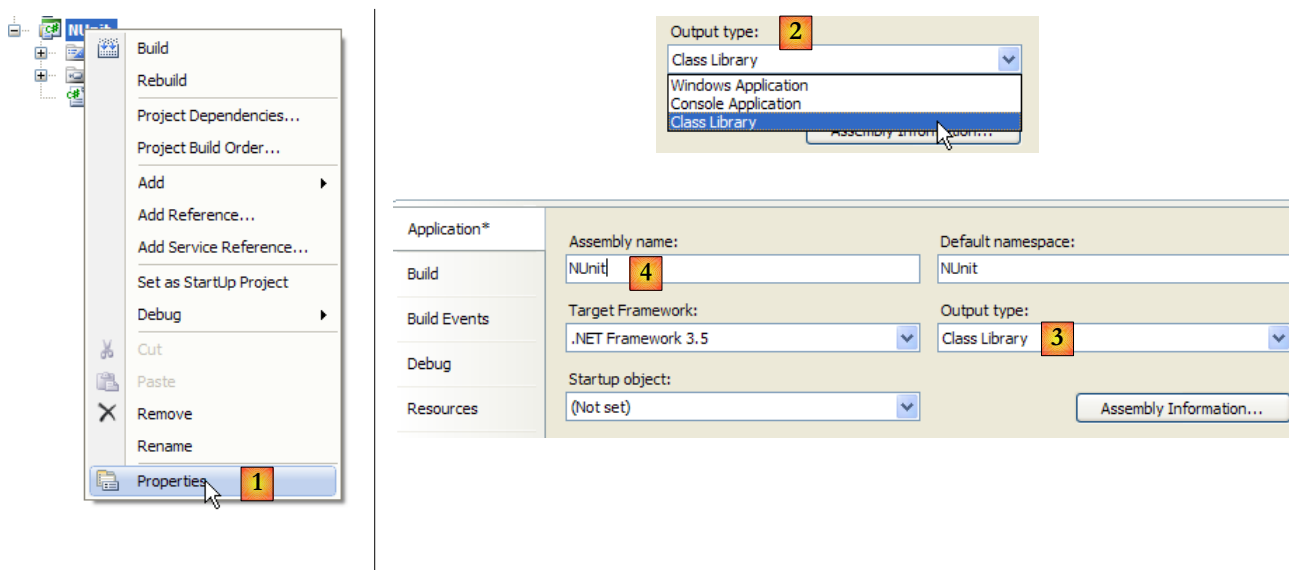 NUnit
Build
Rebuild
Project Dependencies...
Project Build Order...
Add
Add Reference...
Add Service Reference...
Set as StartUp Project
Debug
Cut
Paste
Remove
Rename
Properties
1
Output type:
2
Class Library
Windows Application
Console Application
Class Library
Assembly Information...
Application*
Build
Build Events
Debug
Resources
Assembly name:
Default namespace:
NUnit
4
NUnit
Target Framework:
Output type:
.NET Framework 3.5
Class Library
3
Startup object:
(Not set)
Assembly Information...